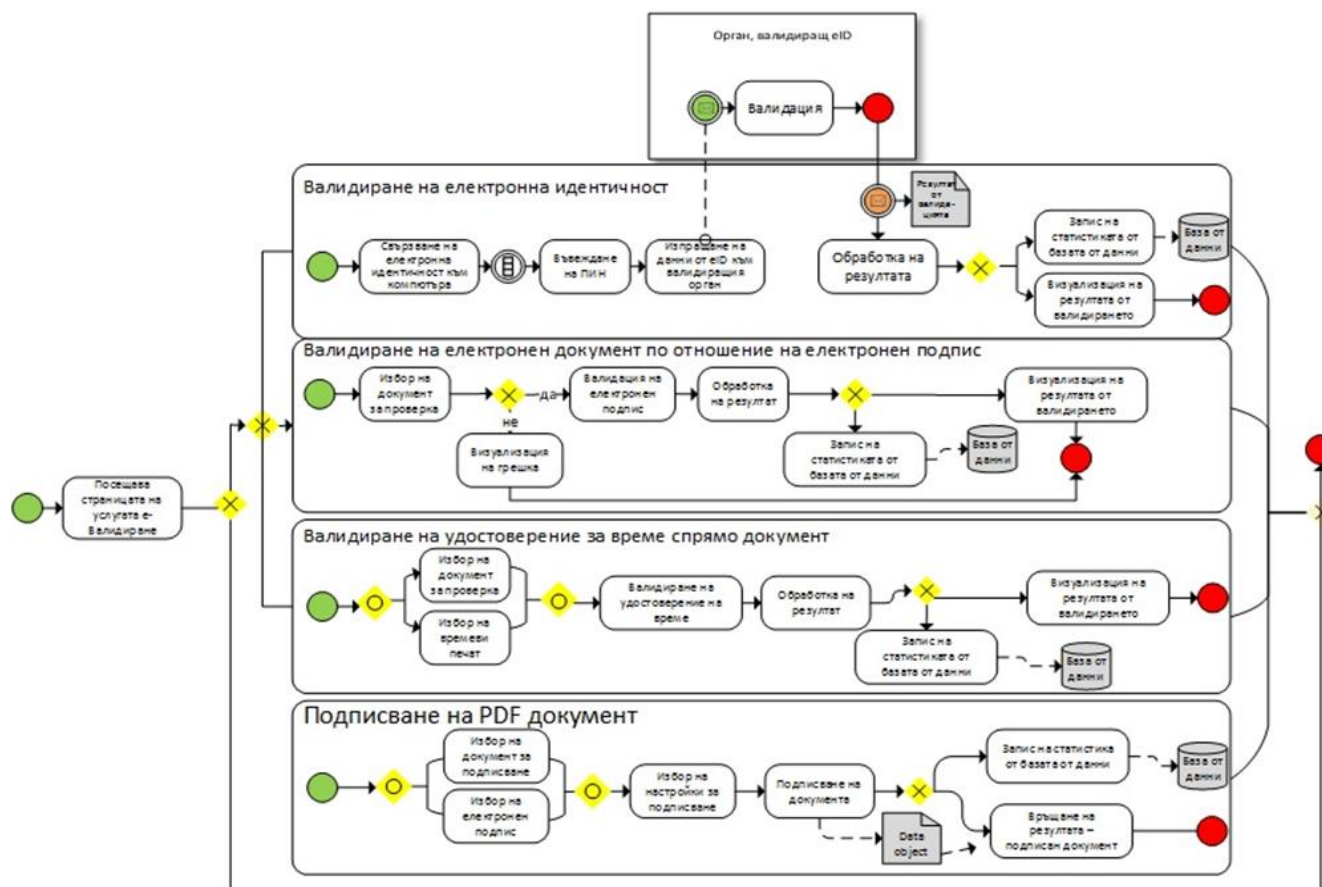 Орган, валидиращ eID
Валидация
Валидиране на електронна идентичност
Резултат
от
валида-
цията
Свързване на
електронна
идентичност към
компютъра
Въвеждане
на ПИН
Изпращане на
данни от eID към
валидиращия
орган
Обработка на
резултата
Запис на
статистиката от
базата от данни
База от
данни
Визуализация на
резултата от
валидирането
Валидиране на електронен документ по отношение на електронен подпис
Избор на
документ
за проверка
да
не
Валидация на
електронен
подпис
Обработка
на резултат
Визуализация на
резултата от
валидирането
Визуализация
на грешка
Запис на
статистиката от
базата от данни
База от
данни
Посещава
страницата на
услугата е-
Валидиране
Валидиране на удостоверение за време спрямо документ
Избор на
документ
за проверка
Избор на
времеви
печат
Валидиране на
удостоверение на
време
Обработка на
резултат
Визуализация на
резултата от
валидирането
Запис на
статистиката от
базата от данни
База от
данни
Подписване на PDF документ
Избор на
документ за
подписване
Избор на
електронен
подпис
Избор на
настройки за
подписване
Подписване на
документа
Запис на статистика
от базата от данни
База от
данни
Data
object
Връщане на
резултата –
подписан документ